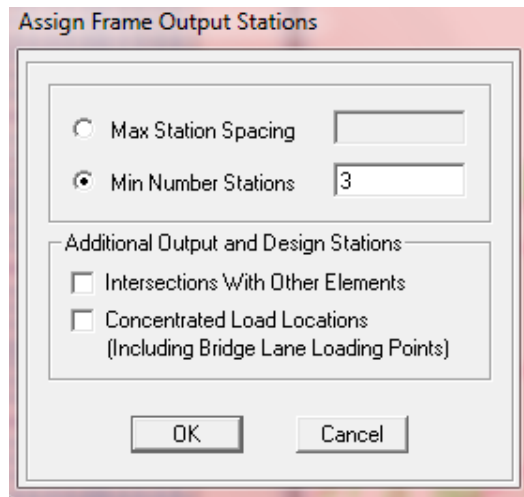 Assign Frame Output Stations
Max Station Spacing
Min Number Stations 3
Additional Output and Design Stations
Intersections With Other Elements
Concentrated Load Locations
(Including Bridge Lane Loading Points)
OK Cancel